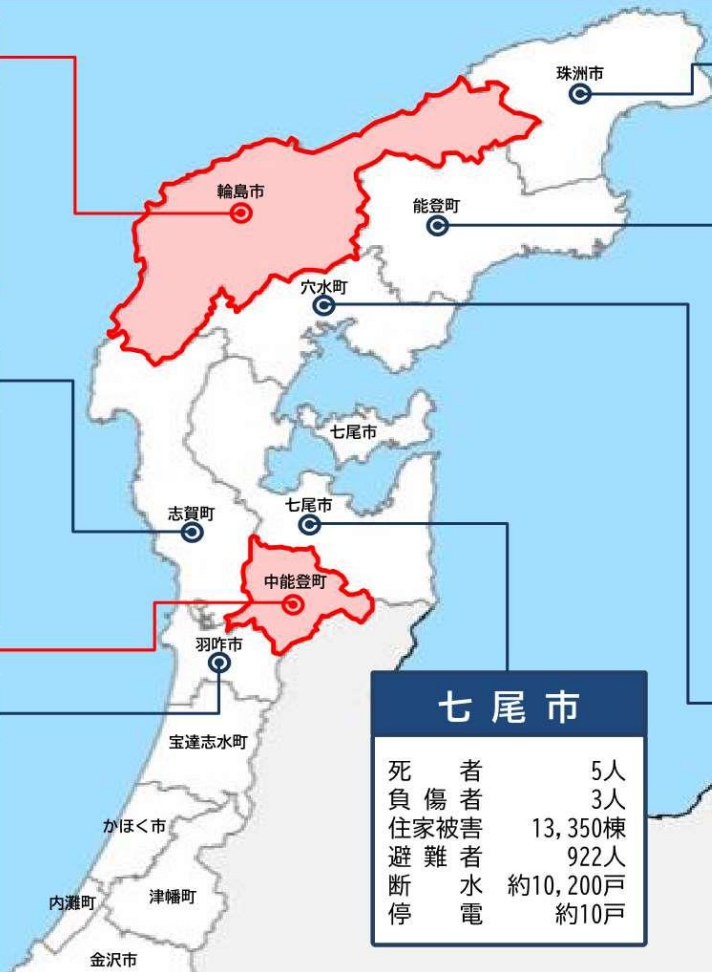 珠洲市
輪島市
能登町
穴水町
七尾市
志賀町
七尾市
中能登町
羽咋市
宝達志水町
かほく市
内灘町
津幡町
金沢市
七尾市
死者 5人
負傷者 3人
住家被害 13,350棟
避難者 922人
断水 約10,200戸
停電 約10戸